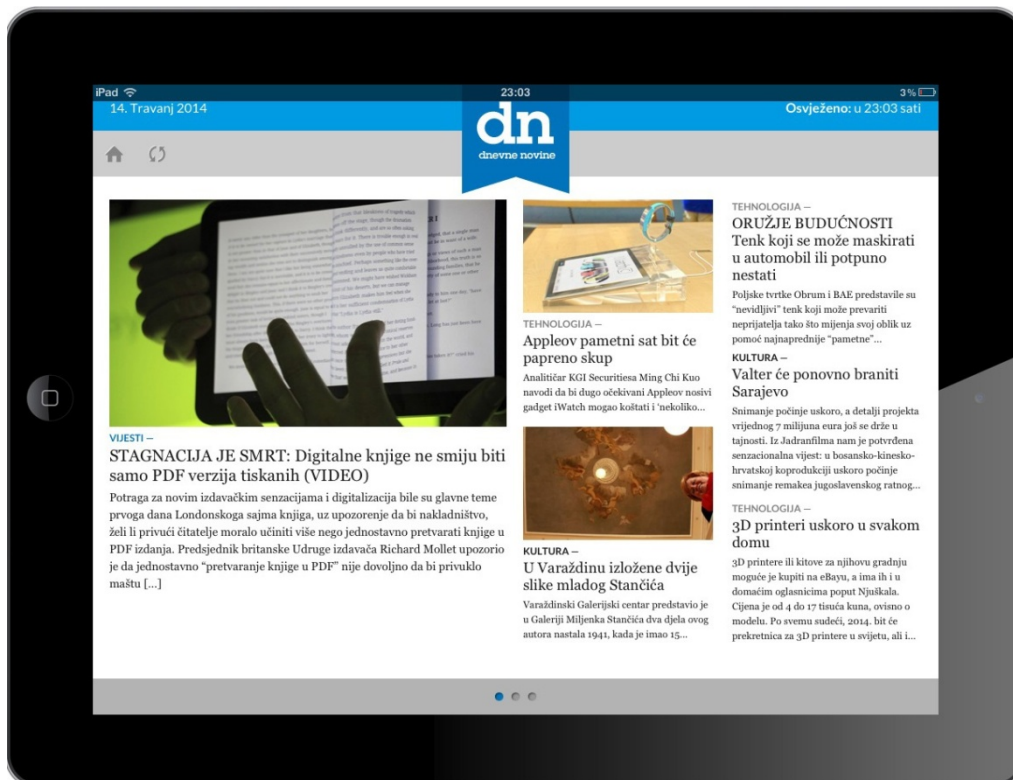 iPad
23:03
3%
14. Travanj 2014
dn
dnevne novine
Osvježeno: u 23:03 sati
VIJESTI —
STAGNACIJA JE SMRT: Digitalne knjige ne smiju biti
samo PDF verzija tiskanih (VIDEO)
Potraga za novim izdavačkim senzacijama i digitalizacija bile su glavne teme
prvoga dana Londonskoga sajma knjiga, uz upozorenje da bi nakladništvo,
želi li privući čitatelje moralo učiniti više nego jednostavno pretvarati knjige u
PDF izdanja. Predsjednik britanske Udruge izdavača Richard Mollet upozorio
je da jednostavno “pretvaranje knjige u PDF” nije dovoljno da bi privuklo
maštu [...]
TEHNOLOGIJA —
Appleov pametni sat bit će
papreno skup
Analitičar KGI Securitiesa Ming Chi Kuo
navodi da bi dugo očekivani Appleov nosivi
gadget iWatch mogao koštati i ‘nekoliko...
KULTURA —
U Varaždinu izložene dvije
slike mladog Stančića
Varaždinski Galerijski centar predstavio je
u Galeriji Miljenka Stančića dva djela ovog
autora nastala 1941, kada je imao 15...
TEHNOLOGIJA —
ORUŽJE BUDUĆNOSTI
Tenk koji se može maskirati
u automobil ili potpuno
nestati
Poljske tvrtke Obrum i BAE predstavile su
“nevidljivi” tenk koji može prevariti
neprijatelja tako što mijenja svoj oblik uz
pomoć najnaprednije “pametne”...
KULTURA —
Valter će ponovno braniti
Sarajevo
Snimanje počinje uskoro, a detalji projekta
vrijednog 7 milijuna eura još se drže u
tajnosti. Iz Jadranfilma nam je potvrđena
senzacionalna vijest: u bosansko-kinesko-
hrvatskoj koprodukciji uskoro počinje
snimanje remakea jugoslavenskog ratnog...
TEHNOLOGIJA —
3D printeri uskoro u svakom
domu
3D printere ili kitove za njihovu gradnju
moguće je kupiti na eBayu, a ima ih i u
domaćim oglasnicima poput Njuškala.
Cijena je od 4 do 17 tisuća kuna, ovisno o
modelu. Po svemu sudeći, 2014. bit će
prekretnica za 3D printere u svijetu, ali i...